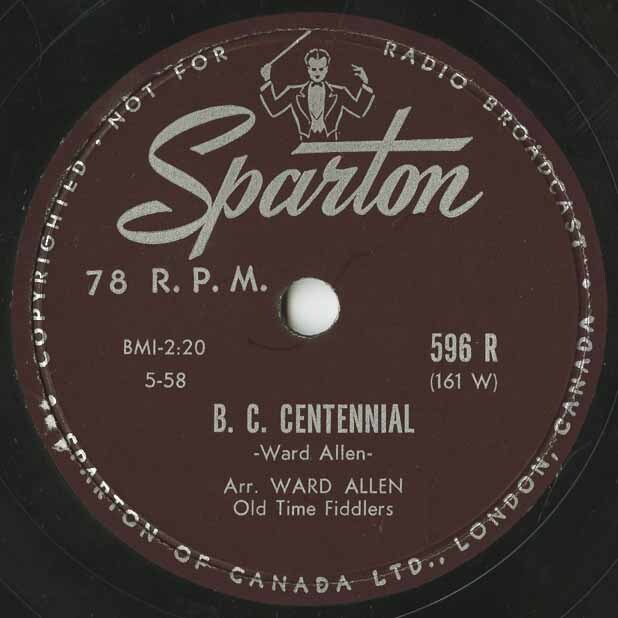 COPYRIGHTED • NOT FOR RADIO BROADCAST •
Sparton
78 R. P. M.
BMI-2:20
5-58
596 R
(161 W)
B. C. CENTENNIAL
-Ward Allen-
Arr. WARD ALLEN
Old Time Fiddlers
SPARTON OF CANADA LTD., LONDON, CANADA